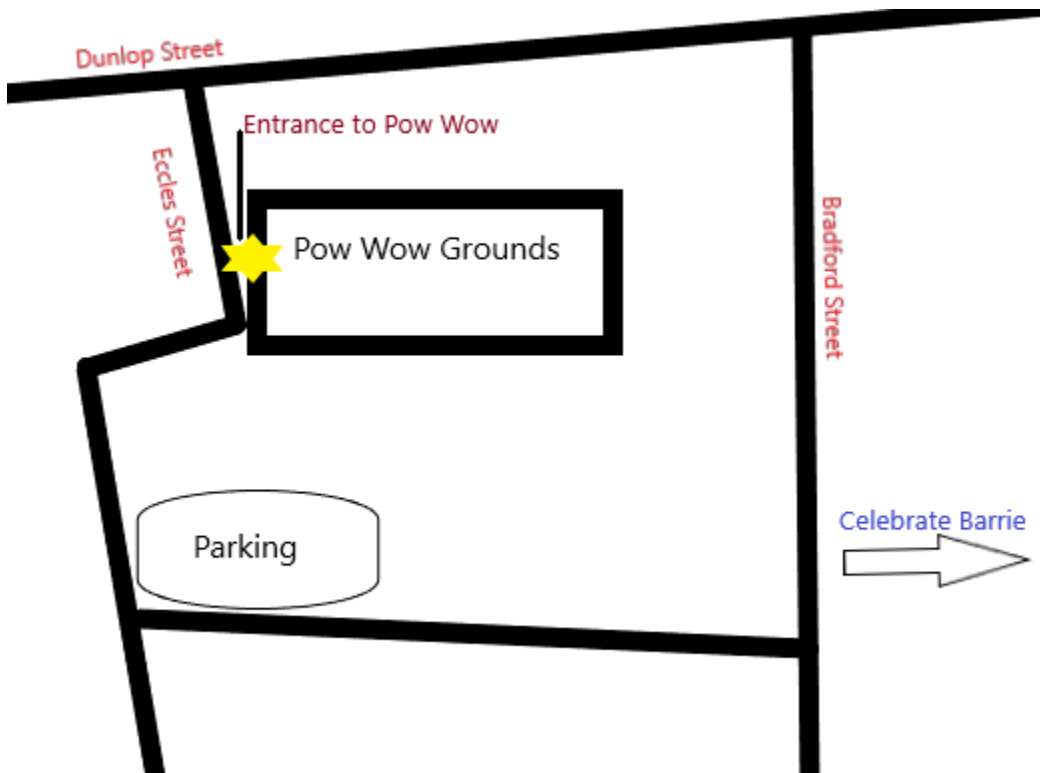 Dunlop Street
Entrance to Pow Wow
Eccles Street
Pow Wow Grounds
Bradford Street
Celebrate Barrie
Parking